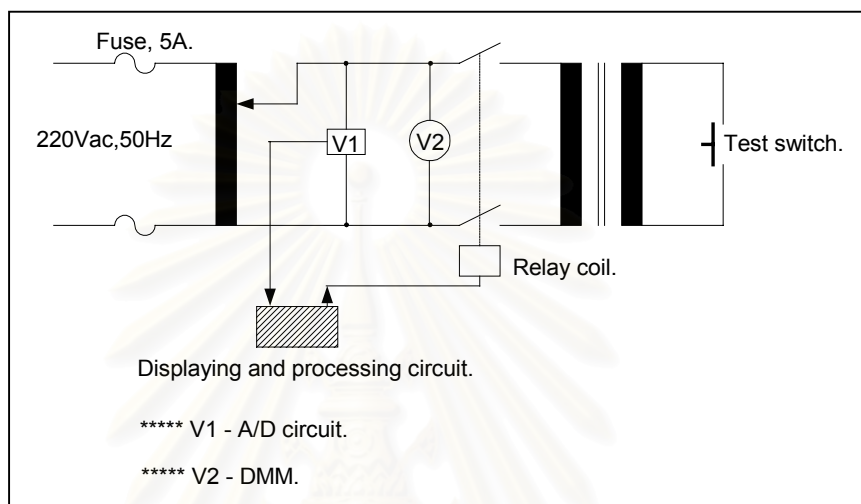 Fuse, 5A.
220Vac,50Hz
V1
V2
Test switch.
Relay coil.
Displaying and processing circuit.
***** V1 - A/D circuit.
***** V2 - DMM.